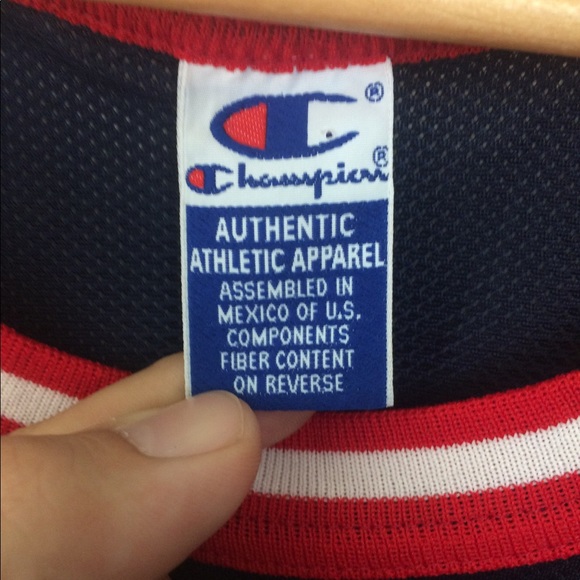 ®
Champion®
AUTHENTIC
ATHLETIC APPAREL
ASSEMBLED IN
MEXICO OF U.S.
COMPONENTS
FIBER CONTENT
ON REVERSE